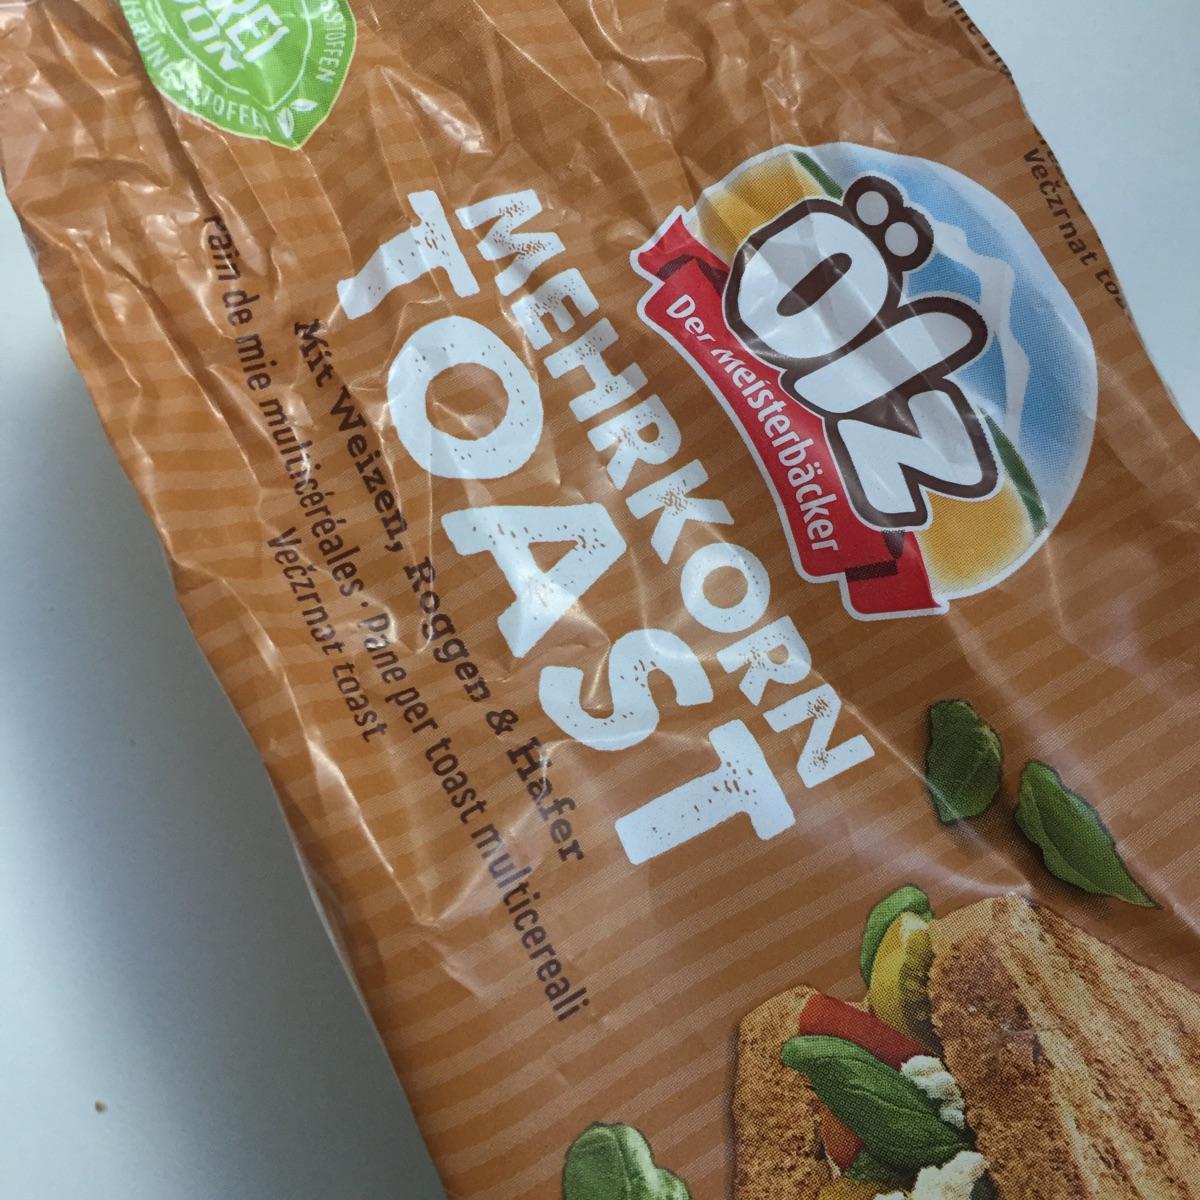 ölz
Der Meisterbäcker
MEHRKORN
TOAST
Mit Weizen, Roggen & Hafer
Pain de mie multicéréales · Pane per toast multicereali
Večzrnat toast
Večzrnat